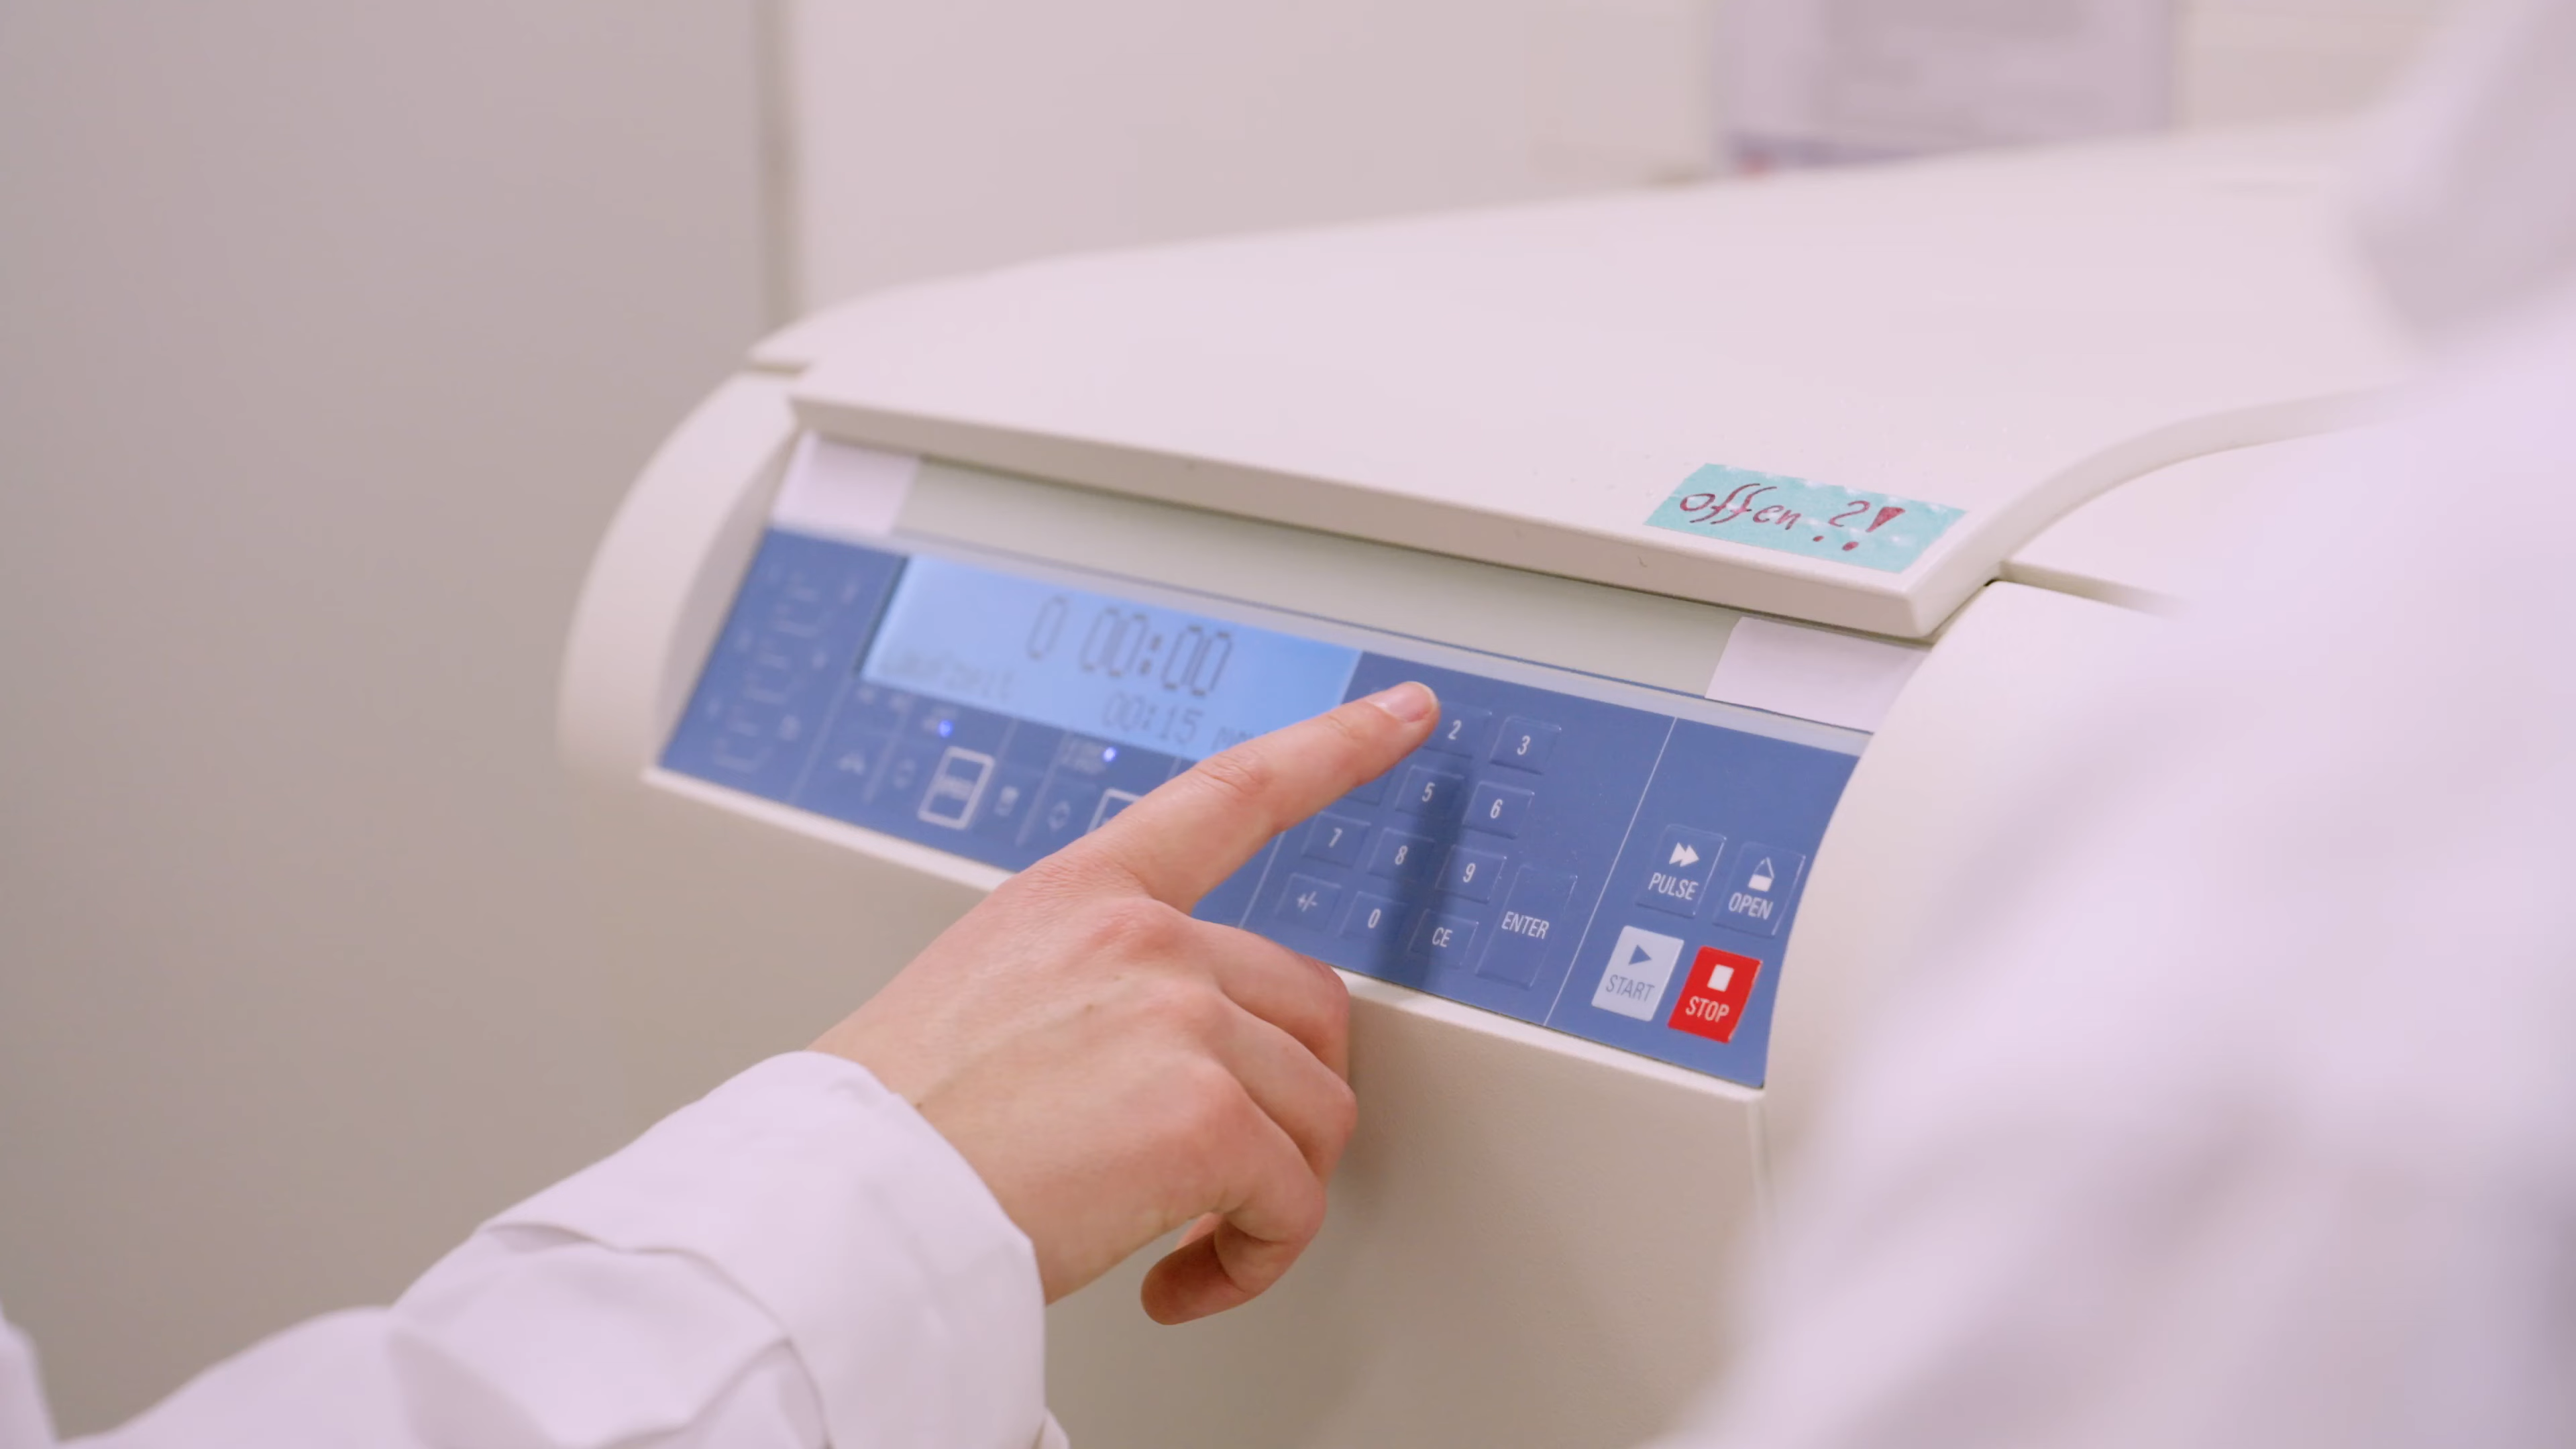 offen ?!
0 00:00
Laufzeit
00:15
2 3
5 6
7 8 9
+/- 0 CE ENTER
PULSE OPEN
START STOP